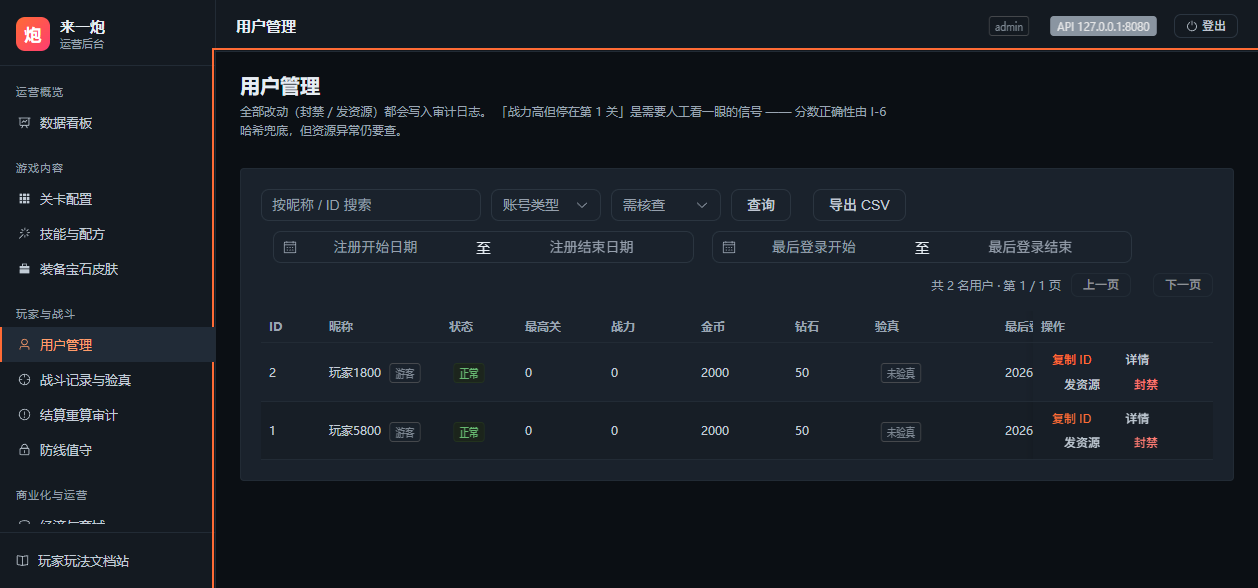 炮
来一炮
运营后台
用户管理
admin
API 127.0.0.1:8080
登出
运营概览
数据看板
游戏内容
关卡配置
技能与配方
装备宝石皮肤
玩家与战斗
用户管理
战斗记录与验真
结算重算审计
防线值守
商业化与运营
玩家玩法文档站
用户管理
全部改动（封禁 / 发资源）都会写入审计日志。 「战力高但停在第 1 关」是需要人工看一眼的信号 —— 分数正确性由 I-6
哈希兜底，但资源异常仍要查。
按昵称 / ID 搜索
账号类型
需核查
查询
导出 CSV
注册开始日期 至 注册结束日期
最后登录开始 至 最后登录结束
共 2 名用户 · 第 1 / 1 页
上一页
下一页
ID 昵称 状态 最高关 战力 金币 钻石 验真 最后 操作
2 玩家1800 游客 正常 0 0 2000 50 未验真 2026 复制 ID 详情
发资源 封禁
1 玩家5800 游客 正常 0 0 2000 50 未验真 2026 复制 ID 详情
发资源 封禁